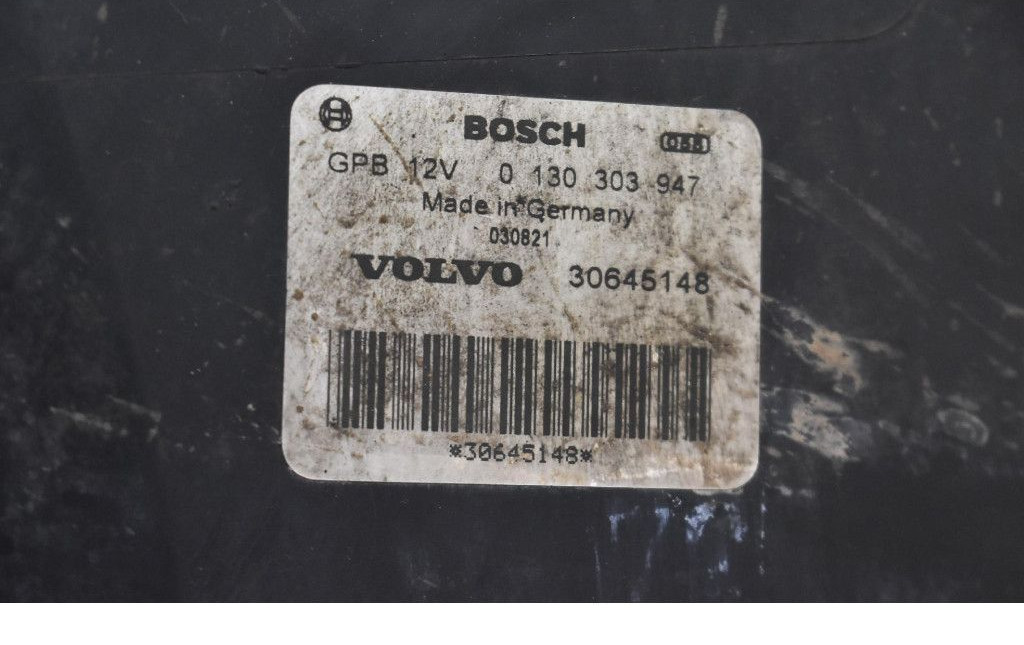 BOSCH
GPB 12V 0 130 303 947
Made in Germany
030821
VOLVO 30645148
*30645148*